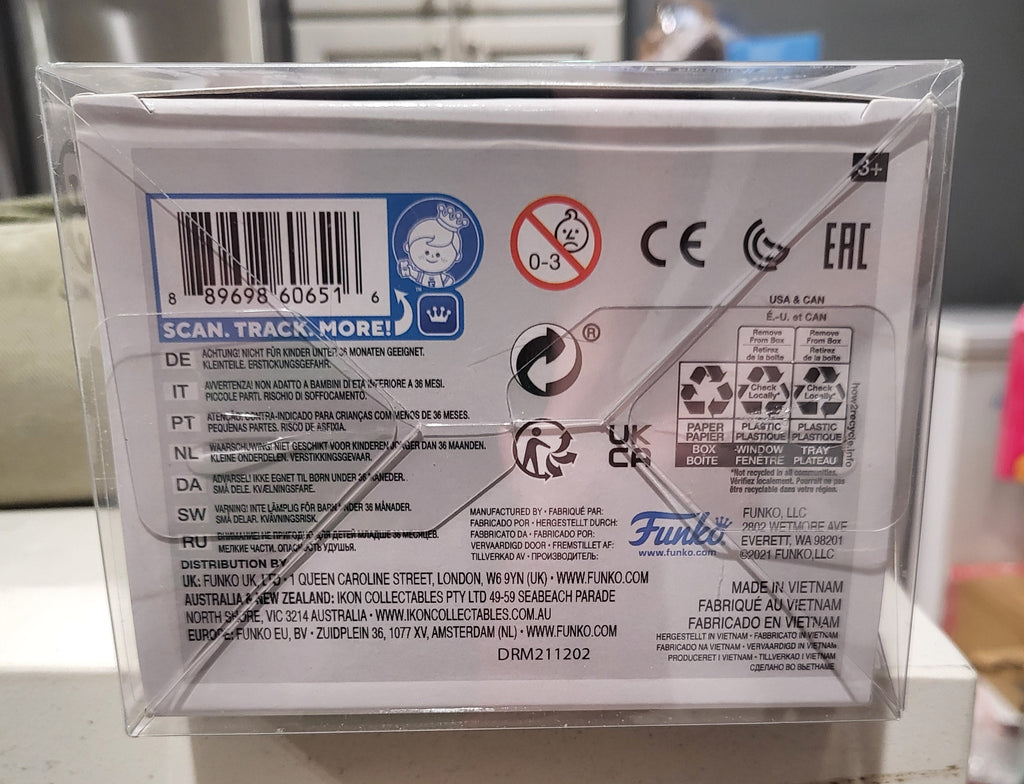 3+
8 89698 60651 6
SCAN. TRACK. MORE!
™
0-3
CE
EAC
USA & CAN
É.-U. et CAN
Remove From Box
Retirez de la boîte
Remove From Box
Retirez de la boîte
Check Locally*
Check Locally*
PAPER
PAPIER
PLASTIC
PLASTIQUE
PLASTIC
PLASTIQUE
BOX
BOÎTE
WINDOW
FENÊTRE
TRAY
PLATEAU
how2recycle.info
*Not recycled in all communities.
Vérifiez localement. Pourrait ne pas
être recyclable dans votre région.
®
UK
CA
DE ACHTUNG! NICHT FÜR KINDER UNTER 36 MONATEN GEEIGNET.
KLEINTEILE. ERSTICKUNGSGEFAHR.
IT AVVERTENZA! NON ADATTO A BAMBINI DI ETÀ INFERIORE A 36 MESI.
PICCOLE PARTI. RISCHIO DI SOFFOCAMENTO.
PT ATENÇÃO! CONTRA-INDICADO PARA CRIANÇAS COM MENOS DE 36 MESES.
PEQUENAS PARTES. RISCO DE ASFIXIA.
NL WAARSCHUWING! NIET GESCHIKT VOOR KINDEREN JONGER DAN 36 MAANDEN.
KLEINE ONDERDELEN. VERSTIKKINGSGEVAAR.
DA ADVARSEL! IKKE EGNET TIL BØRN UNDER 36 MÅNEDER.
SMÅ DELE. KVÆLNINGSFARE.
SW VARNING! INTE LÄMPLIG FÖR BARN UNDER 36 MÅNADER.
SMÅ DELAR. KVÄVNINGSRISK.
RU ВНИМАНИЕ! НЕ ПРИГОДНО ДЛЯ ДЕТЕЙ МЛАДШЕ 36 МЕСЯЦЕВ.
МЕЛКИЕ ЧАСТИ. ОПАСНОСТЬ УДУШЬЯ.
MANUFACTURED BY • FABRIQUÉ PAR:
FABRICADO POR • HERGESTELLT DURCH:
FABBRICATO DA • FABRICADO POR:
VERVAARDIGD DOOR • FREMSTILLET AF:
TILLVERKAD AV • ПРОИЗВОДИТЕЛЬ:
Funko
www.funko.com
FUNKO, LLC
2802 WETMORE AVE
EVERETT, WA 98201
©2021 FUNKO, LLC
DISTRIBUTION BY
UK: FUNKO UK, LTD • 1 QUEEN CAROLINE STREET, LONDON, W6 9YN (UK) • WWW.FUNKO.COM
AUSTRALIA & NEW ZEALAND: IKON COLLECTABLES PTY LTD 49-59 SEABEACH PARADE
NORTH SHORE, VIC 3214 AUSTRALIA • WWW.IKONCOLLECTABLES.COM.AU
EUROPE: FUNKO EU, BV • ZUIDPLEIN 36, 1077 XV, AMSTERDAM (NL) • WWW.FUNKO.COM
DRM211202
MADE IN VIETNAM
FABRIQUÉ AU VIETNAM
FABRICADO EN VIETNAM
HERGESTELLT IN VIETNAM • FABBRICATO IN VIETNAM
FABRICADO NA VIETNAM • VERVAARDIGD IN VIETNAM
PRODUCERET I VIETNAM • TILLVERKAD I VIETNAM
СДЕЛАНО ВО ВЬЕТНАМЕ